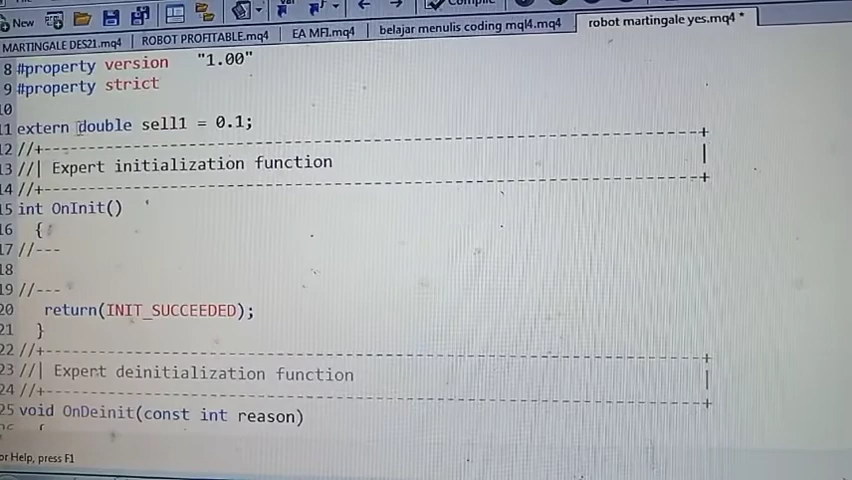 New
Compile
MARTINGALE DES21.mq4
ROBOT PROFITABLE.mq4
EA MFI.mq4
belajar menulis coding mql4.mq4
robot martingale yes.mq4 *
8 #property version "1.00"
9 #property strict
10
11 extern double sell1 = 0.1;
12 //+------------------------------------------------------------------+
13 //| Expert initialization function |
14 //+------------------------------------------------------------------+
15 int OnInit()
16 {
17 //---
18
19 //---
20 return(INIT_SUCCEEDED);
21 }
22 //+------------------------------------------------------------------+
23 //| Expert deinitialization function |
24 //+------------------------------------------------------------------+
25 void OnDeinit(const int reason)
{
or Help, press F1